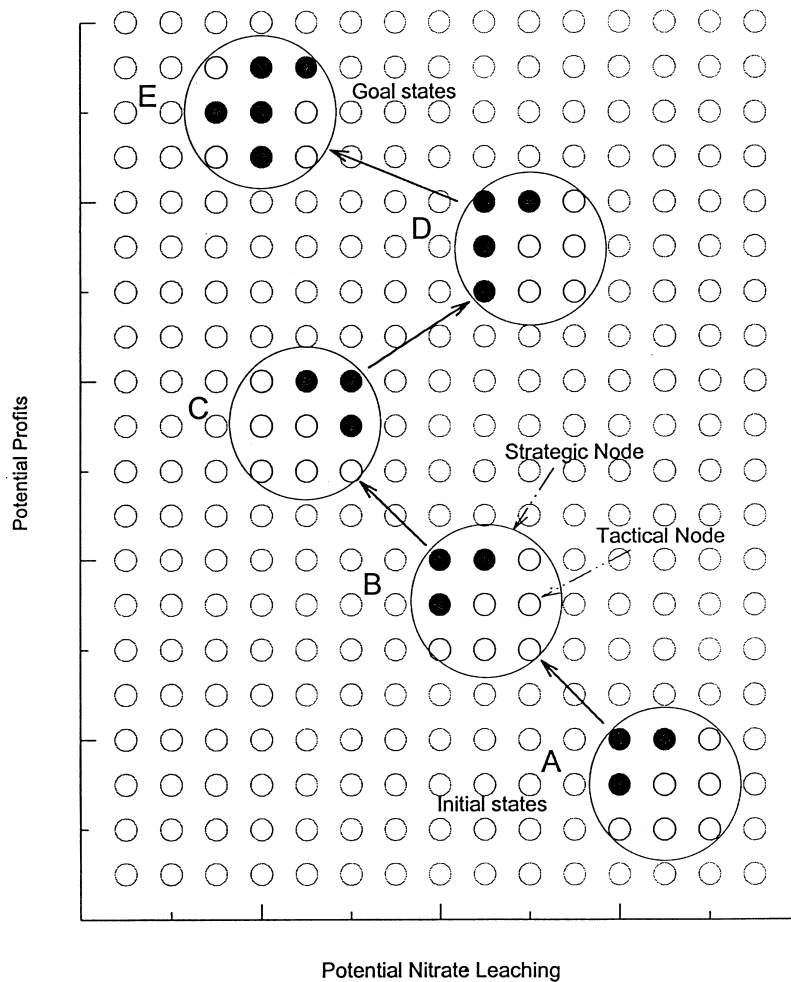 E
Goal states
D
C
Strategic Node
Tactical Node
B
A
Initial states
Potential Profits
Potential Nitrate Leaching